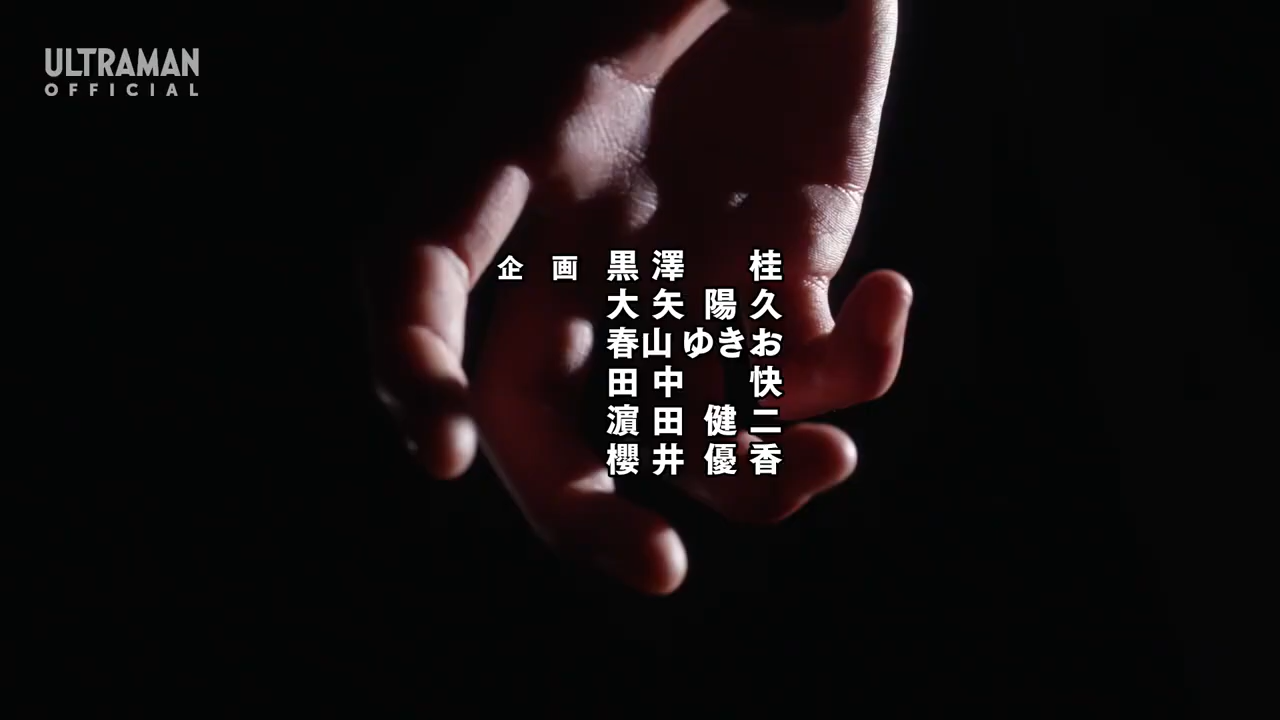 ULTRAMAN
OFFICIAL
企画 黒澤 桂
大矢陽久
春山ゆきお
田中 快
濵田健二
櫻井優香